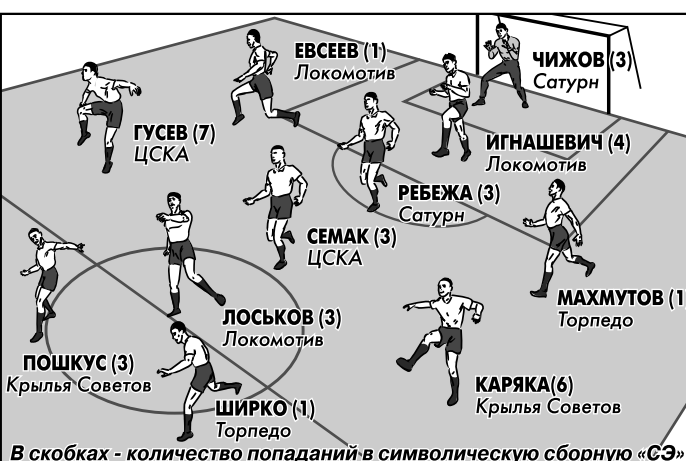 ЕВСЕЕВ (1)
Локомотив
ЧИЖОВ (3)
Сатурн
ГУСЕВ (7)
ЦСКА
ИГНАШЕВИЧ (4)
Локомотив
РЕБЕЖА (3)
Сатурн
СЕМАК (3)
ЦСКА
МАХМУТОВ (1
Торпедо
ЛОСЬКОВ (3)
Локомотив
ПОШКУС (3)
Крылья Советов
КАРЯКА(6)
Крылья Советов
ШИРКО (1)
Торпедо
В скобках - количество попаданий в символическую сборную «СЭ»